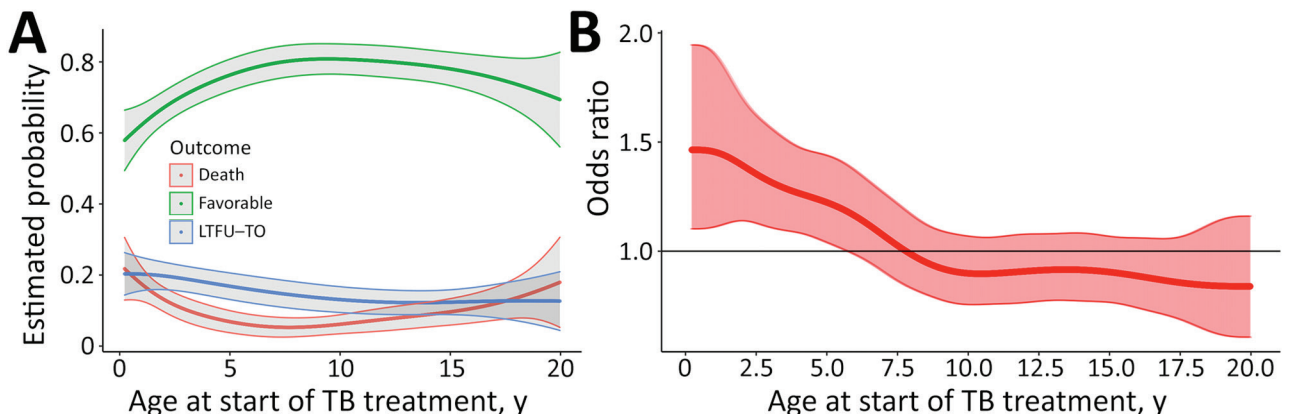 A
Estimated probability
0.8
0.6
0.4
0.2
0
Outcome
Death
Favorable
LTFU–TO
0
5
10
15
20
Age at start of TB treatment, y
B
Odds ratio
2.0
1.5
1.0
0
2.5
5.0
7.5
10.0
12.5
15.0
17.5
20.0
Age at start of TB treatment, y